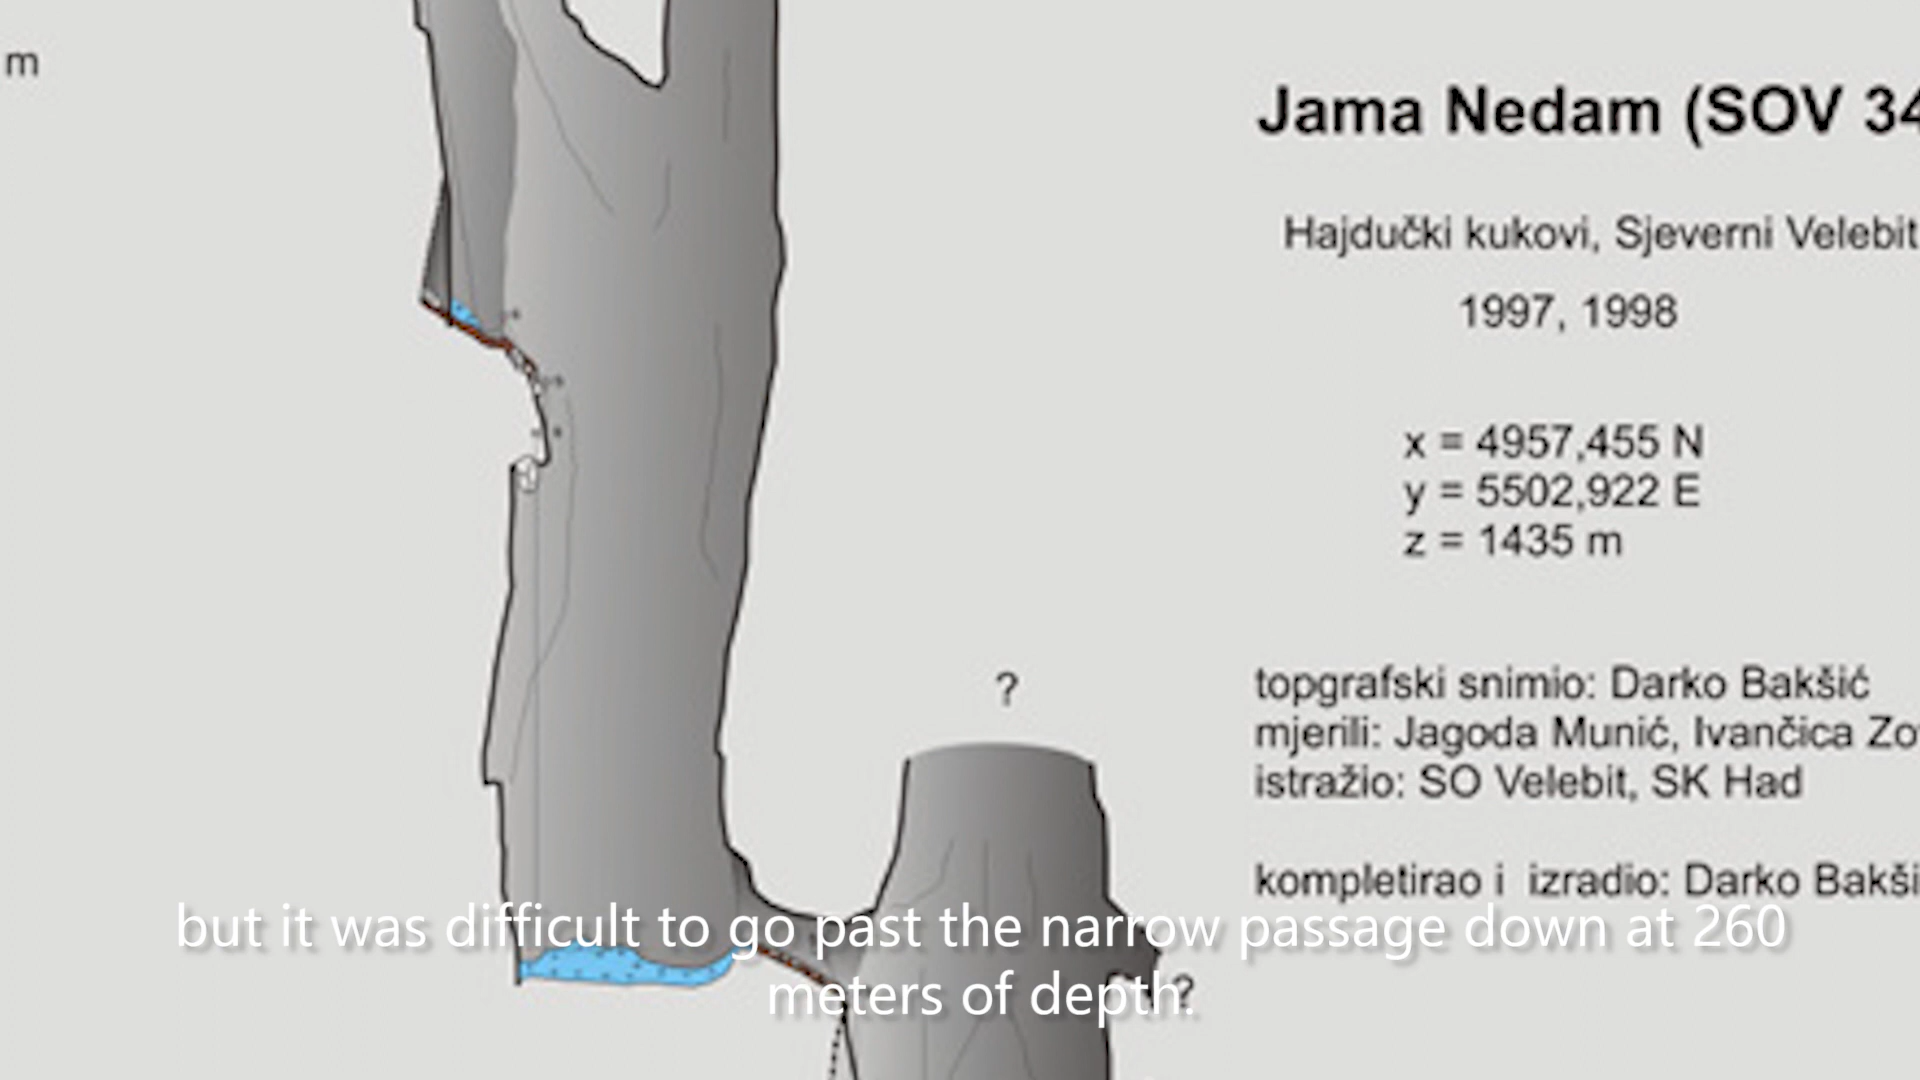 m
Jama Nedam (SOV 34
Hajdučki kukovi, Sjeverni Velebit
1997, 1998
x = 4957,455 N
y = 5502,922 E
z = 1435 m
?
topgrafski snimio: Darko Bakšić
mjerili: Jagoda Munić, Ivančica Zo
istražio: SO Velebit, SK Had
kompletirao i izradio: Darko Bakši
but it was difficult to go past the narrow passage down at 260
meters of depth.
?